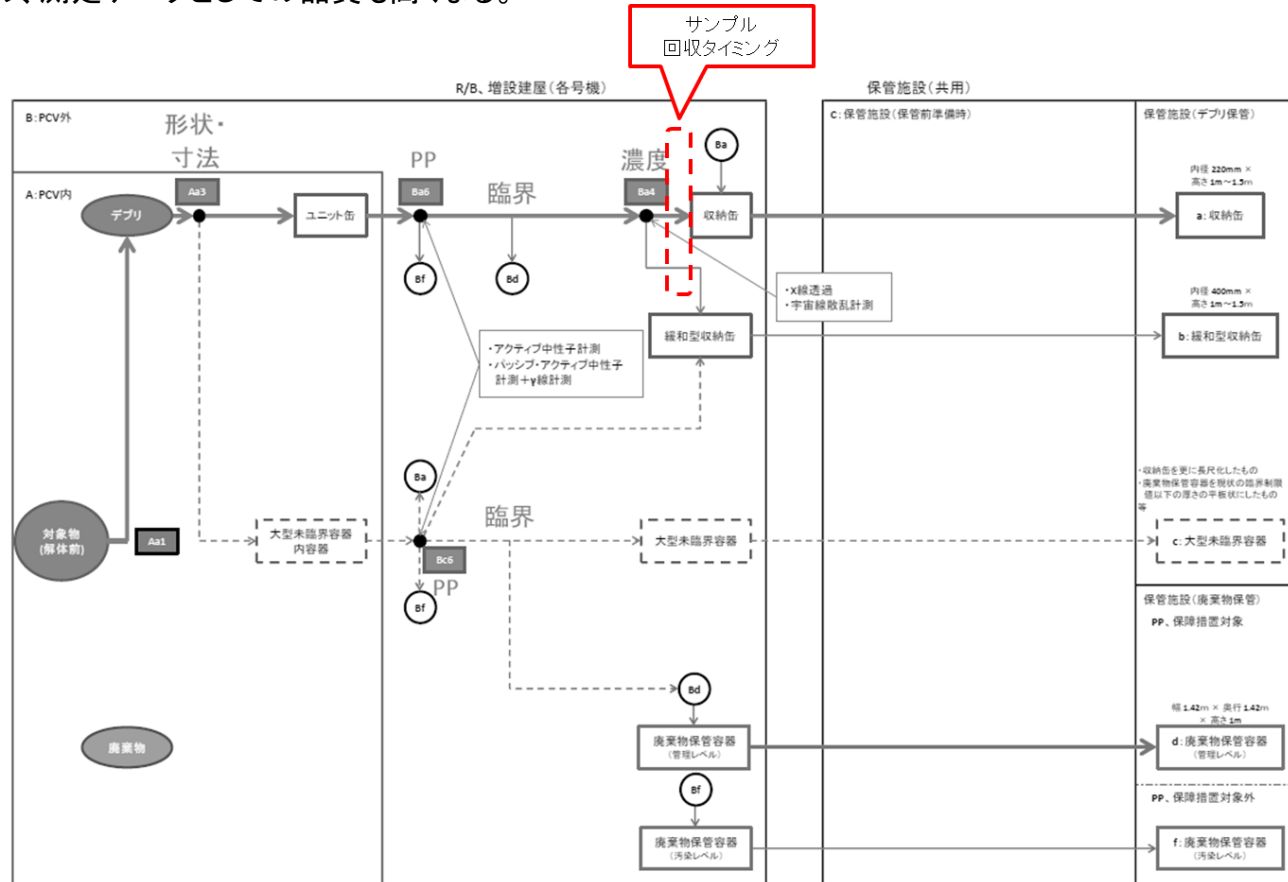 サンプル
回収タイミング
R/B、増設建屋(各号機)
保管施設(共用)
B:PCV外
形状・
寸法
PP
濃度
Ba
C:保管施設(保管前準備時)
保管施設(デブリ保管)
A:PCV内
Aa3
Ba6
臨界
Ba4
内径 220mm ×
高さ 1m~1.5m
デブリ
ユニット缶
収納缶
a:収納缶
Bf
Bd
・X線透過
・宇宙線散乱計測
内径 400mm ×
高さ 1m~1.5m
緩和型収納缶
b:緩和型収納缶
・アクティブ中性子計測
・パッシブ・アクティブ中性子
計測+γ線計測
Ba
・収納缶を更に長尺化したもの
・廃棄物保管容器を現状の臨界制限
値以下の厚さの平板状にしたもの
等
臨界
対象物
(解体前)
Aa1
大型未臨界容器
内容器
大型未臨界容器
c:大型未臨界容器
Bc6
PP
Bf
保管施設(廃棄物保管)
PP、保障措置対象
Bd
幅 1.42m × 奥行 1.42m
× 高さ 1m
廃棄物
廃棄物保管容器
(管理レベル)
d:廃棄物保管容器
(管理レベル)
Bf
PP、保障措置対象外
廃棄物保管容器
(汚染レベル)
f:廃棄物保管容器
(汚染レベル)